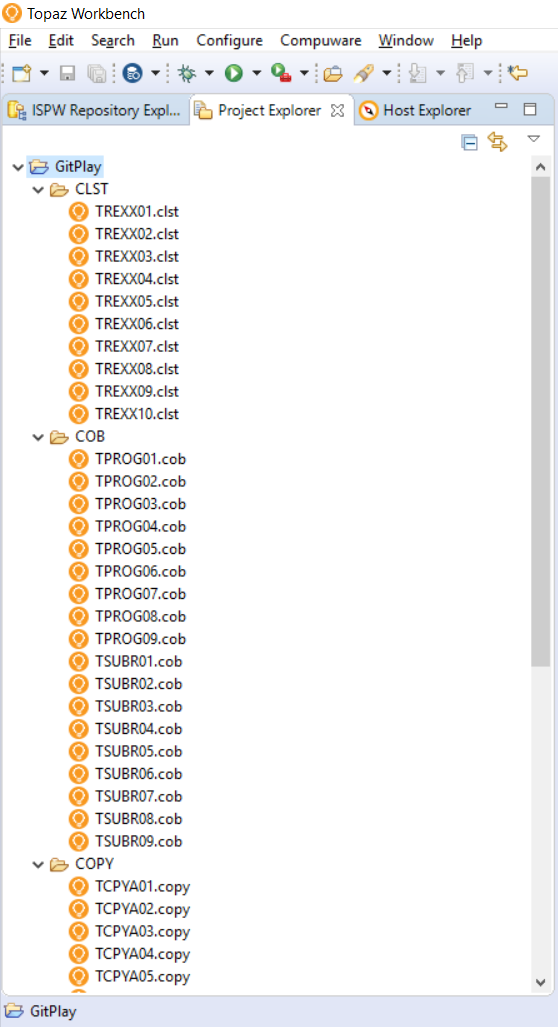 Topaz Workbench
File Edit Search Run Configure Compuware Window Help
ISPW Repository Expl... Project Explorer Host Explorer
GitPlay
CLST
TREXX01.clst
TREXX02.clst
TREXX03.clst
TREXX04.clst
TREXX05.clst
TREXX06.clst
TREXX07.clst
TREXX08.clst
TREXX09.clst
TREXX10.clst
COB
TPROG01.cob
TPROG02.cob
TPROG03.cob
TPROG04.cob
TPROG05.cob
TPROG06.cob
TPROG07.cob
TPROG08.cob
TPROG09.cob
TSUBR01.cob
TSUBR02.cob
TSUBR03.cob
TSUBR04.cob
TSUBR05.cob
TSUBR06.cob
TSUBR07.cob
TSUBR08.cob
TSUBR09.cob
COPY
TCPYA01.copy
TCPYA02.copy
TCPYA03.copy
TCPYA04.copy
TCPYA05.copy
GitPlay